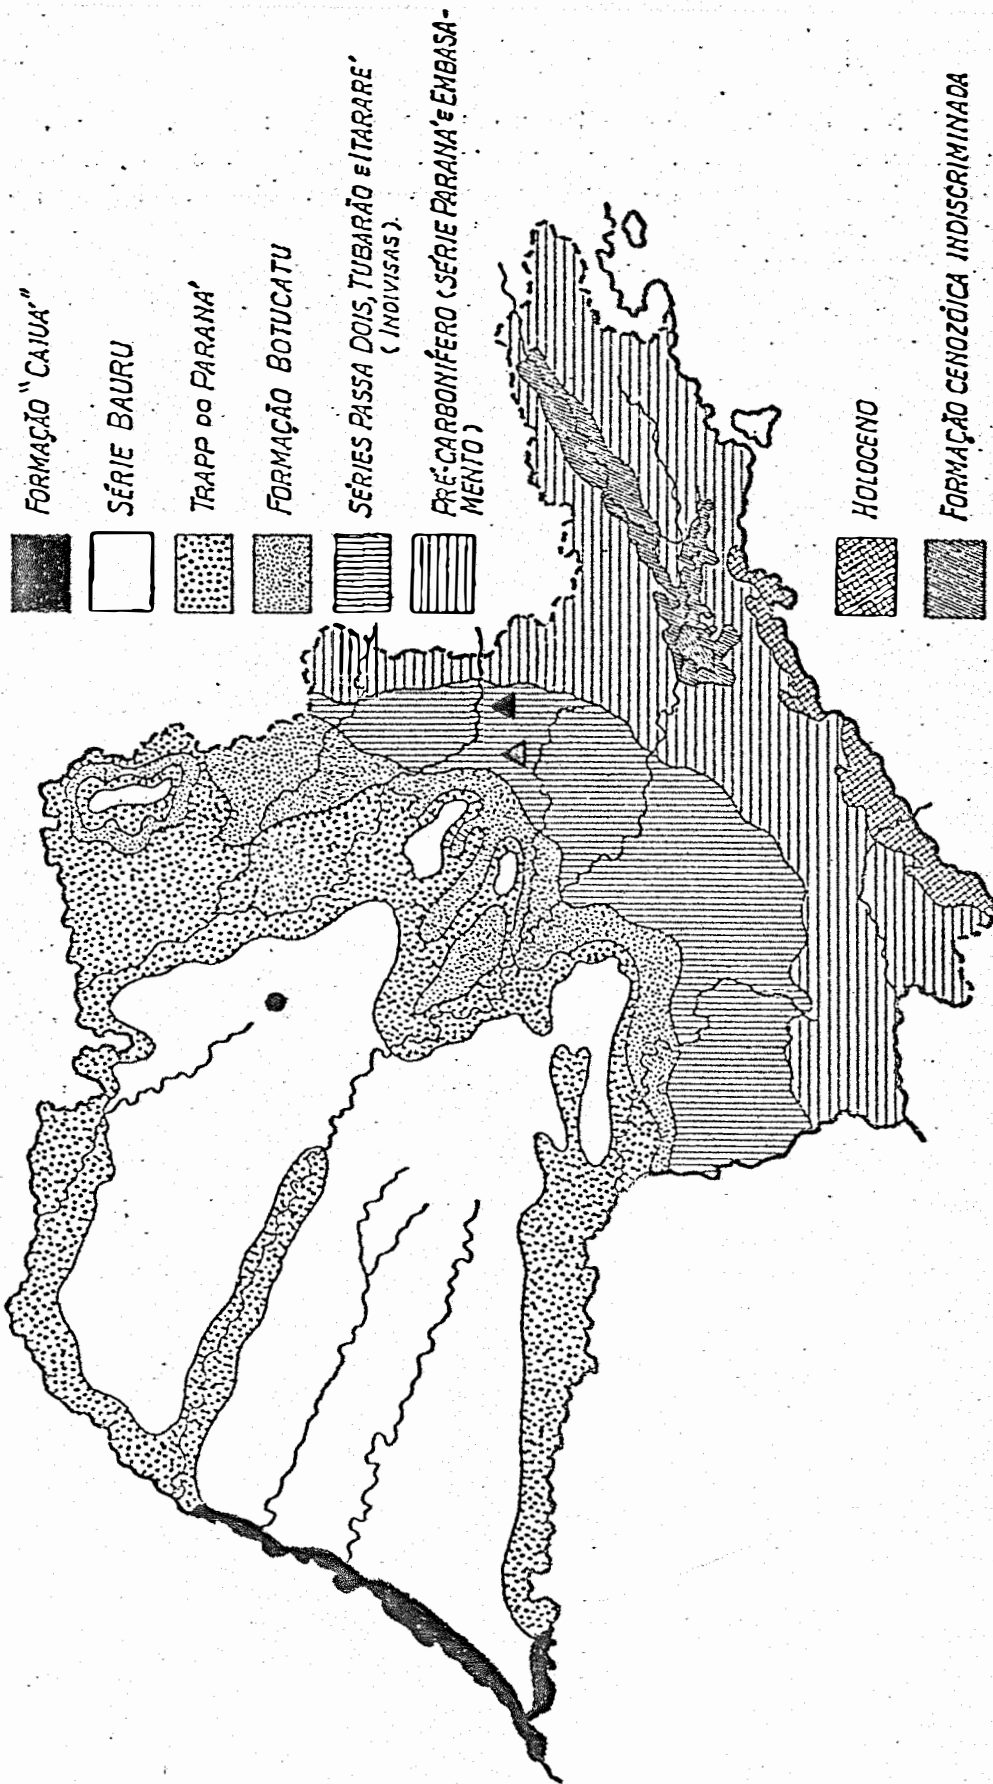 FORMAÇÃO "CAIUÁ"
SÉRIE BAURU
TRAPP DO PARANÁ
FORMAÇÃO BOTUCATU
SÉRIES PASSA DOIS, TUBARÃO E ITARARÉ
(INDIVISAS).
PRÉ-CARBONÍFERO (SÉRIE PARANÁ E EMBASA-
MENTO)
HOLOCENO
FORMAÇÃO CENOZÓICA INDISCRIMINADA